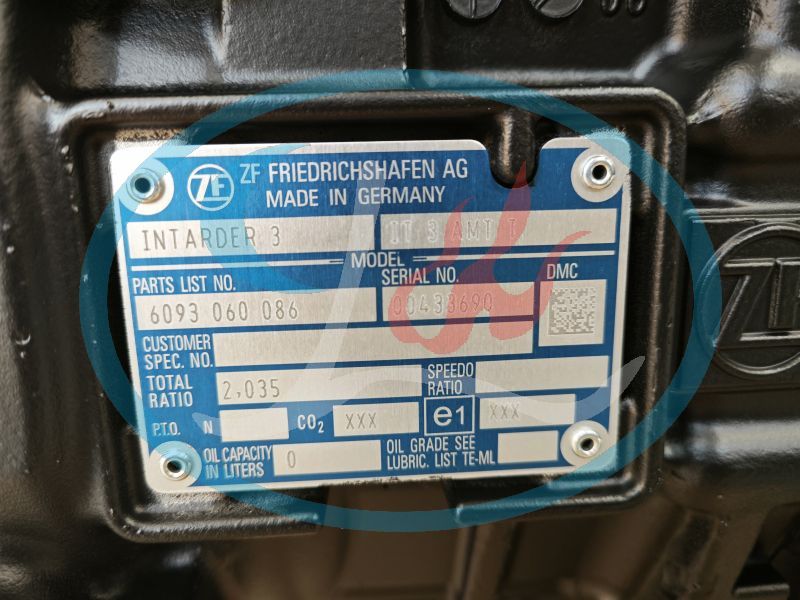 ZF FRIEDRICHSHAFEN AG
MADE IN GERMANY
INTARDER 3 IT 3 AMT T
MODEL
PARTS LIST NO. SERIAL NO. DMC
6093 060 086 00433690
CUSTOMER
SPEC. NO.
TOTAL
RATIO 2,035 SPEEDO
RATIO
P.T.O. N CO2 XXX e1 XXX
OIL CAPACITY
IN LITERS 0 OIL GRADE SEE
LUBRIC. LIST TE-ML
ZF